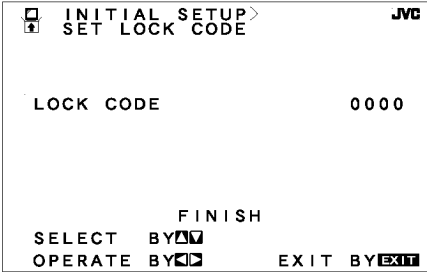 INITIAL SETUP> JVC
SET LOCK CODE
LOCK CODE 0000
FINISH
SELECT BY
OPERATE BY EXIT BY EXIT